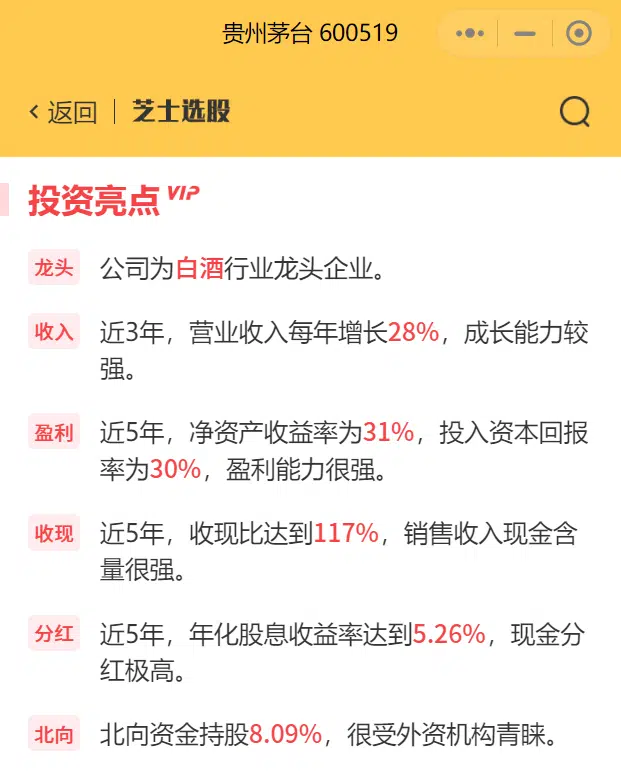 贵州茅台 600519
返回 | 芝士选股
投资亮点 VIP
龙头 公司为白酒行业龙头企业。
收入 近3年，营业收入每年增长28%，成长能力较
强。
盈利 近5年，净资产收益率为31%，投入资本回报
率为30%，盈利能力很强。
收现 近5年，收现比达到117%，销售收入现金含
量很强。
分红 近5年，年化股息收益率达到5.26%，现金分
红极高。
北向 北向资金持股8.09%，很受外资机构青睐。